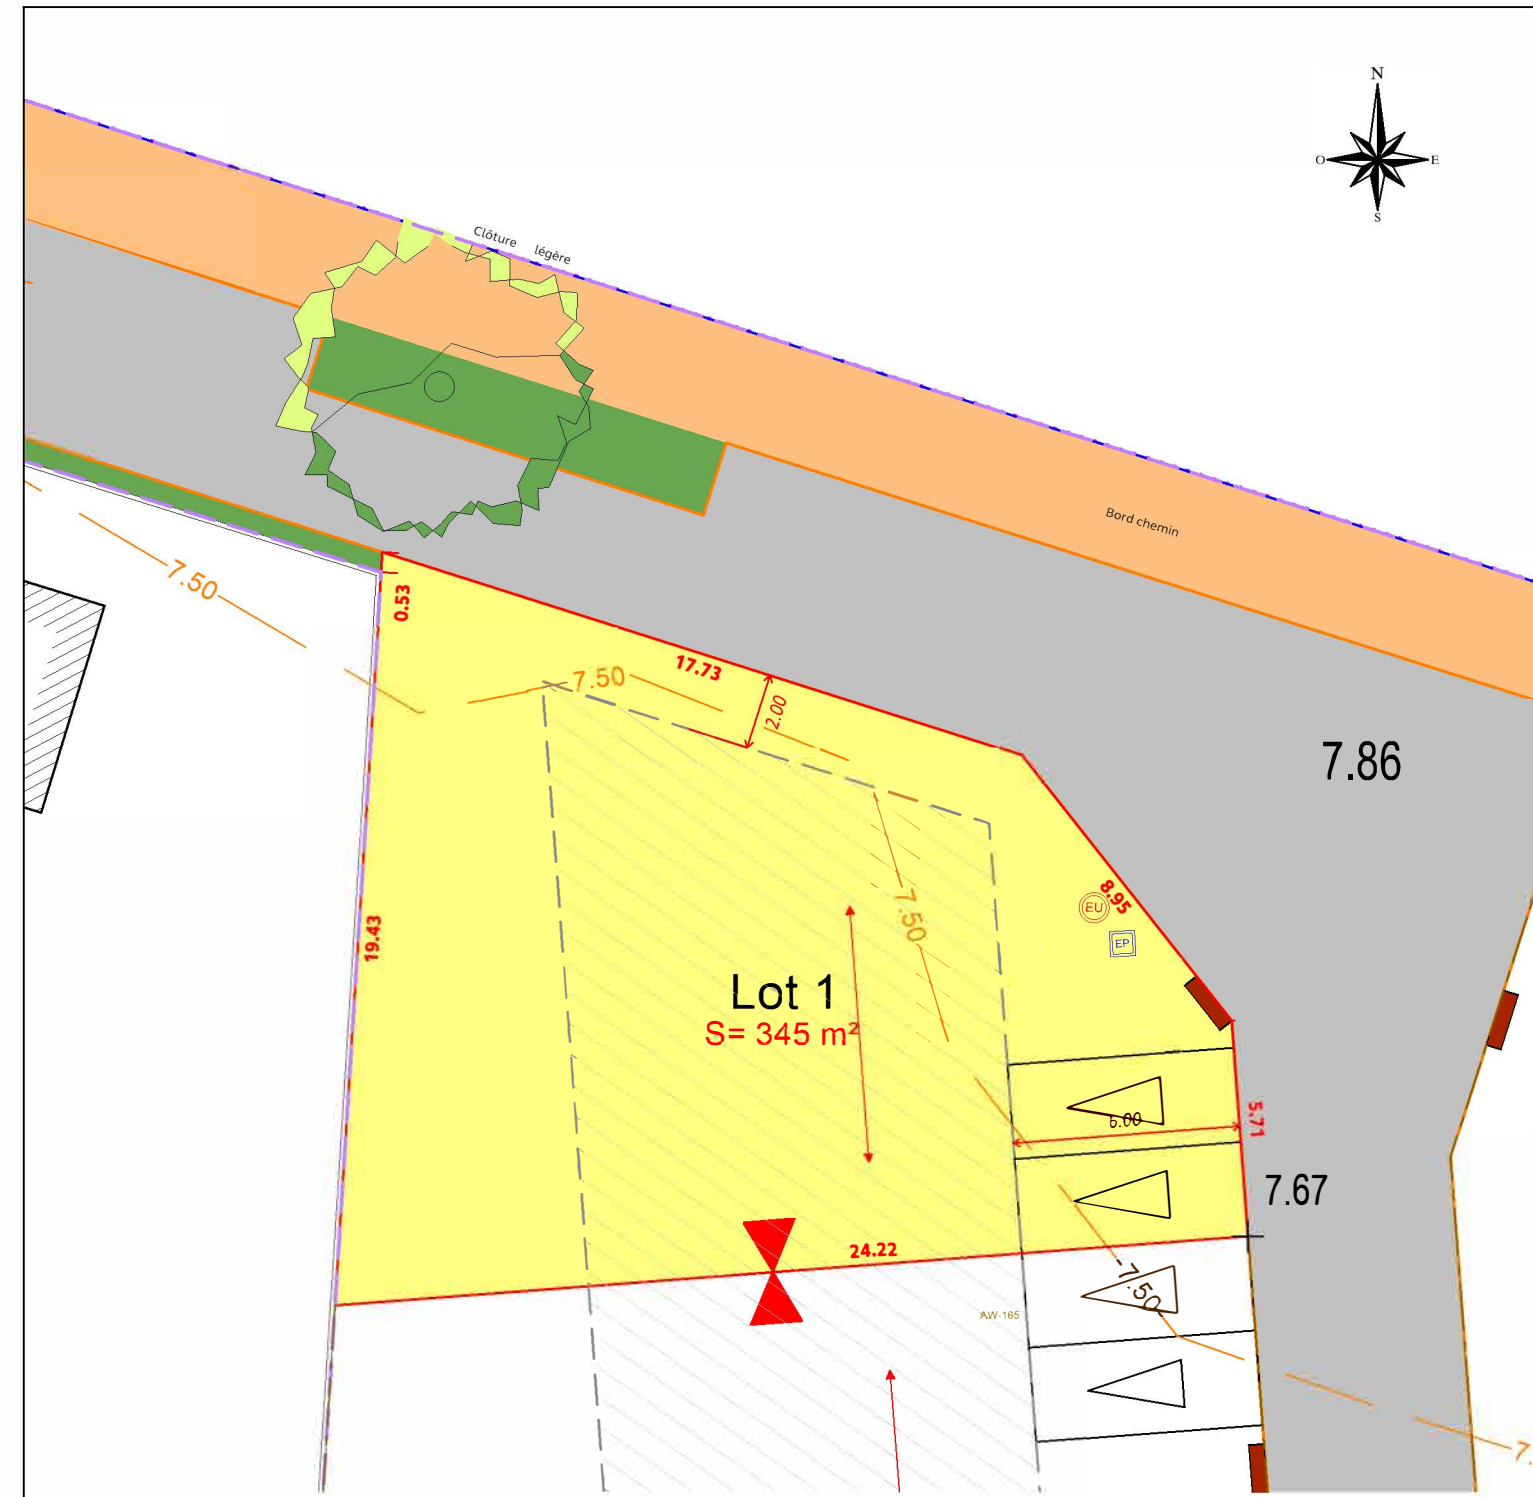 N
O
E
S
Clôture légère
Bord chemin
7.50
0.53
17.73
7.50
2.00
7.86
8.95
EU
EP
7.50
19.43
Lot 1
S= 345 m²
6.00
5.71
7.67
24.22
7.50
AW-165
7.